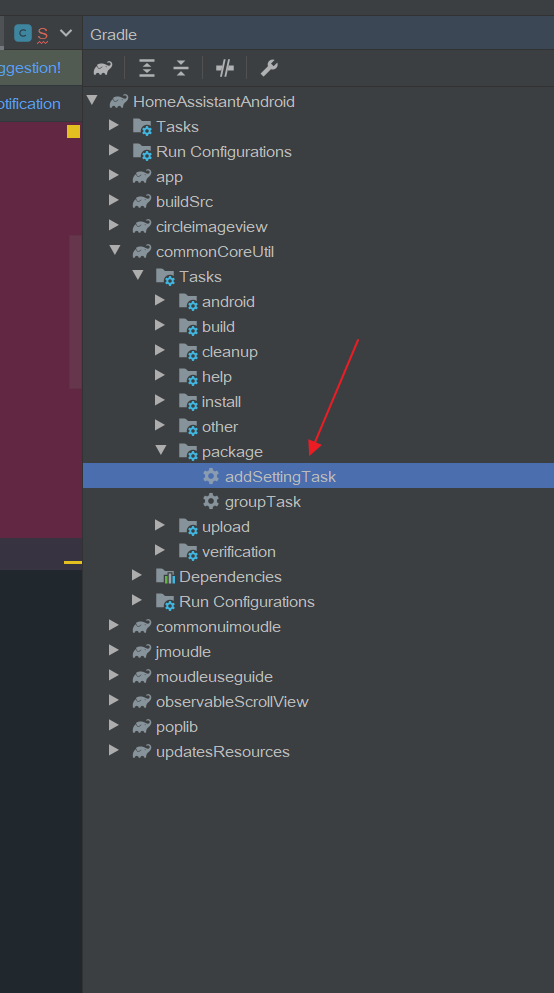 C S
Gradle
ggestion!
otification
HomeAssistantAndroid
Tasks
Run Configurations
app
buildSrc
circleimageview
commonCoreUtil
Tasks
android
build
cleanup
help
install
other
package
addSettingTask
groupTask
upload
verification
Dependencies
Run Configurations
commonuimoudle
jmoudle
moudleuseguide
observableScrollView
poplib
updatesResources